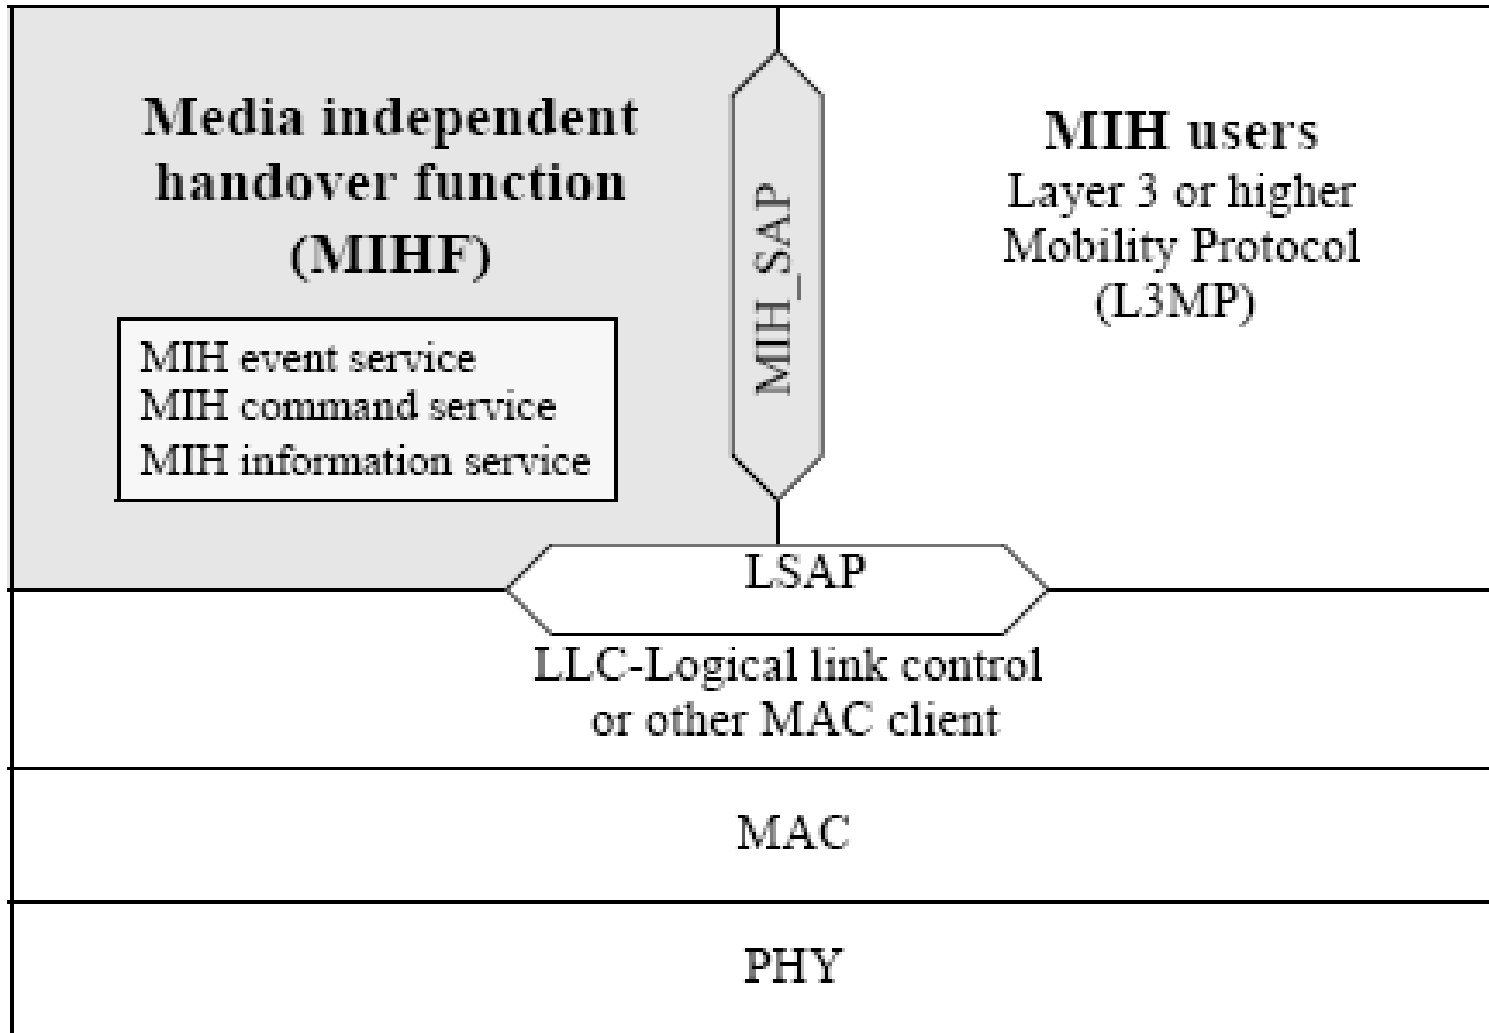 Media independent
handover function
(MIHF)
MIH event service
MIH command service
MIH information service
MIH_SAP
MIH users
Layer 3 or higher
Mobility Protocol
(L3MP)
LSAP
LLC-Logical link control
or other MAC client
MAC
PHY